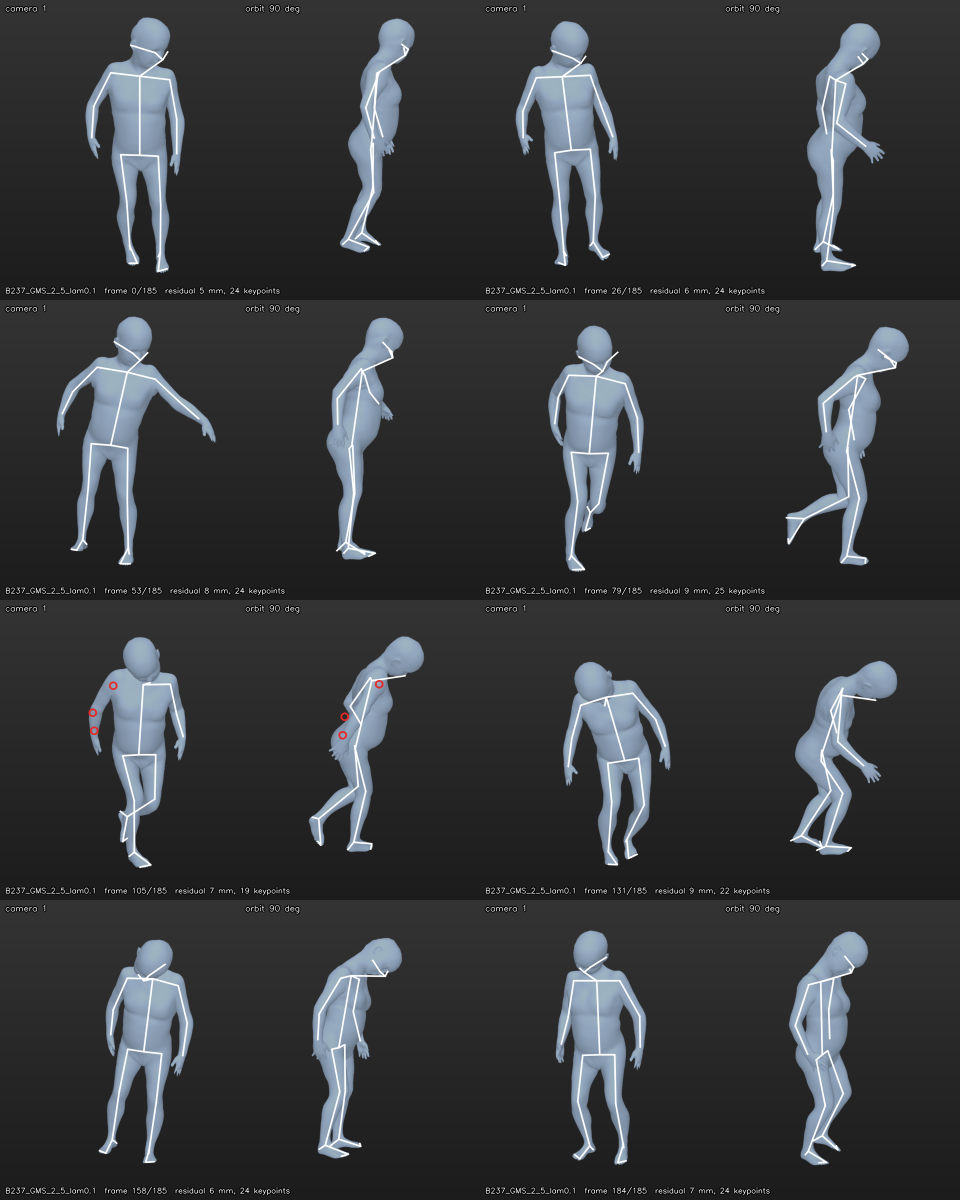 camera 1 orbit 90 deg camera 1 orbit 90 deg
B237_GMS_2_5_lam0.1 frame 0/185 residual 5 mm, 24 keypoints B237_GMS_2_5_lam0.1 frame 26/185 residual 6 mm, 24 keypoints
camera 1 orbit 90 deg camera 1 orbit 90 deg
B237_GMS_2_5_lam0.1 frame 53/185 residual 8 mm, 24 keypoints B237_GMS_2_5_lam0.1 frame 79/185 residual 9 mm, 25 keypoints
camera 1 orbit 90 deg camera 1 orbit 90 deg
B237_GMS_2_5_lam0.1 frame 105/185 residual 7 mm, 19 keypoints B237_GMS_2_5_lam0.1 frame 131/185 residual 9 mm, 22 keypoints
camera 1 orbit 90 deg camera 1 orbit 90 deg
B237_GMS_2_5_lam0.1 frame 158/185 residual 6 mm, 24 keypoints B237_GMS_2_5_lam0.1 frame 184/185 residual 7 mm, 24 keypoints